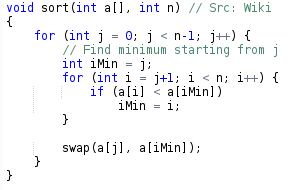 void sort(int a[], int n) // Src: Wiki
{
    for (int j = 0; j < n-1; j++) {
        // Find minimum starting from j
        int iMin = j;
        for (int i = j+1; i < n; i++) {
            if (a[i] < a[iMin])
                iMin = i;
        }

        swap(a[j], a[iMin]);
    }
}